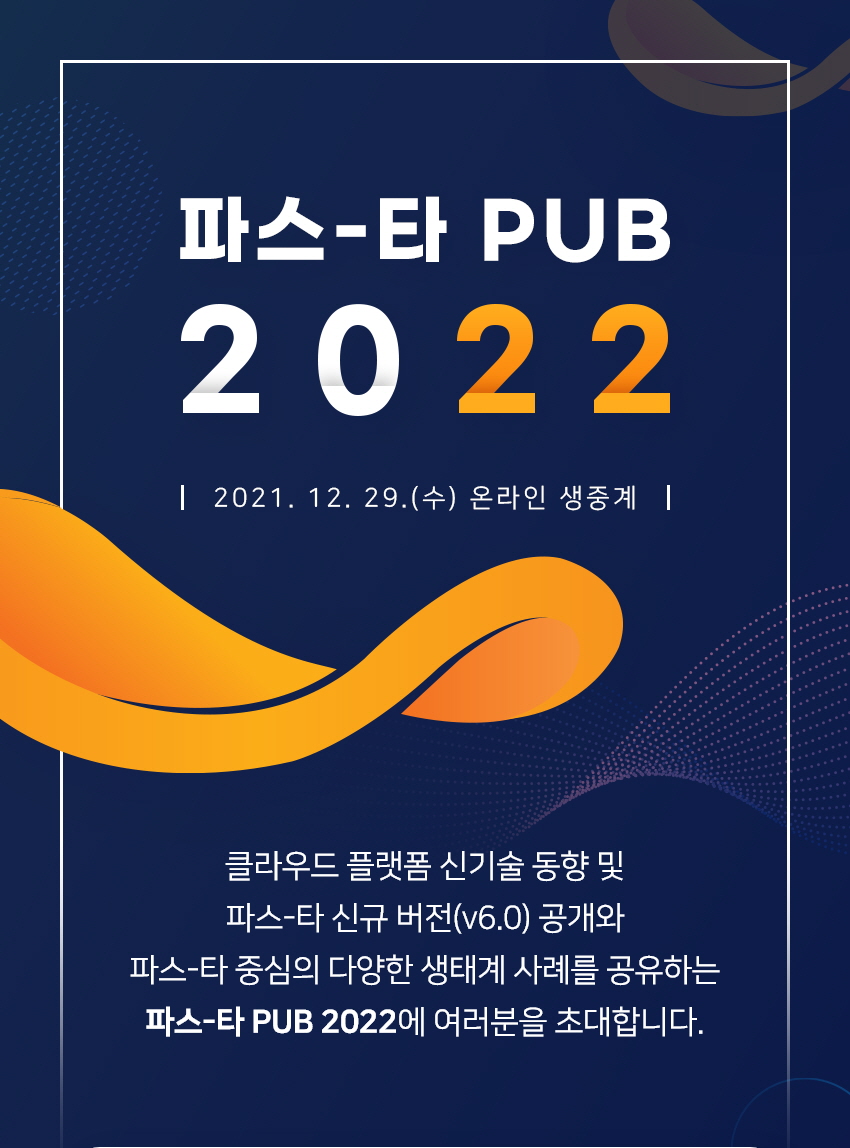 파스-타 PUB
2022
2021. 12. 29.(수) 온라인 생중계
클라우드 플랫폼 신기술 동향 및
파스-타 신규 버전(v6.0) 공개와
파스-타 중심의 다양한 생태계 사례를 공유하는
파스-타 PUB 2022에 여러분을 초대합니다.